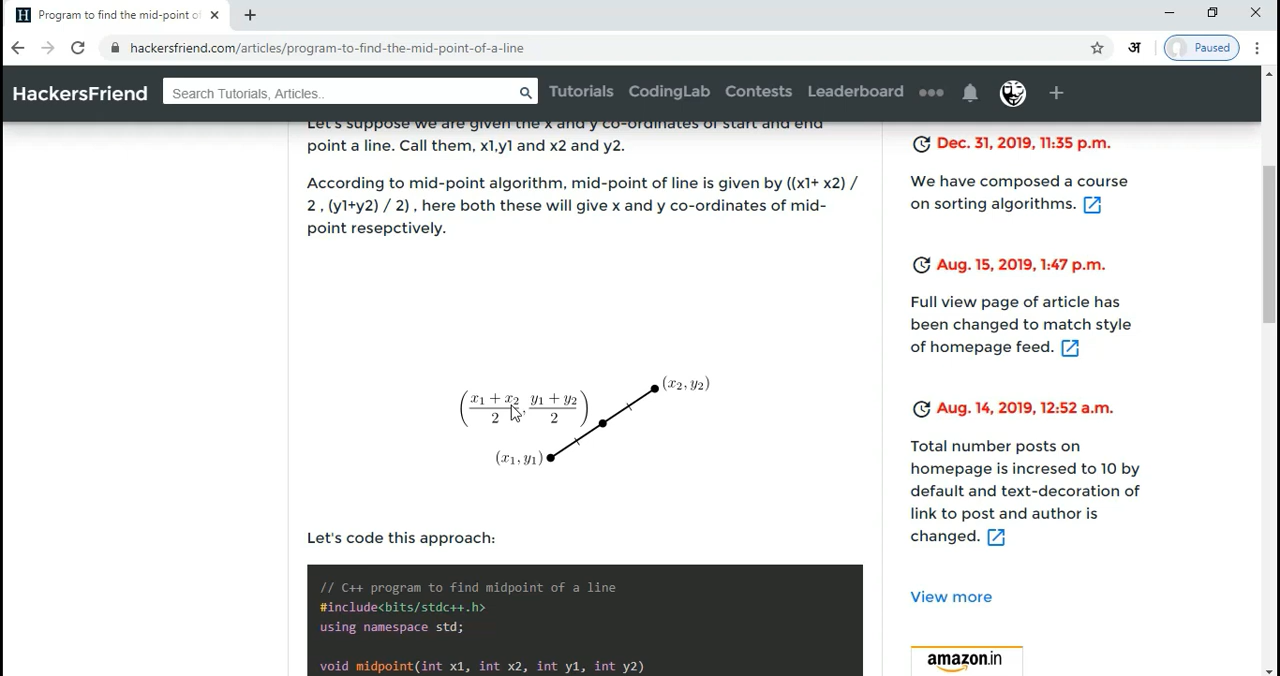 Program to find the mid-point of
hackersfriend.com/articles/program-to-find-the-mid-point-of-a-line
अ
Paused
HackersFriend
Search Tutorials, Articles..
Tutorials
CodingLab
Contests
Leaderboard
Let's suppose we are given the x and y co-ordinates of start and end
point a line. Call them, x1,y1 and x2 and y2.
According to mid-point algorithm, mid-point of line is given by ((x1+ x2) /
2 , (y1+y2) / 2) , here both these will give x and y co-ordinates of mid-
point resepctively.
(x₂, y₂)
(x₁ + x₂ / 2, y₁ + y₂ / 2)
(x₁, y₁)
Let's code this approach:
// C++ program to find midpoint of a line
#include<bits/stdc++.h>
using namespace std;
void midpoint(int x1, int x2, int y1, int y2)
Dec. 31, 2019, 11:35 p.m.
We have composed a course
on sorting algorithms.
Aug. 15, 2019, 1:47 p.m.
Full view page of article has
been changed to match style
of homepage feed.
Aug. 14, 2019, 12:52 a.m.
Total number posts on
homepage is incresed to 10 by
default and text-decoration of
link to post and author is
changed.
View more
amazon.in